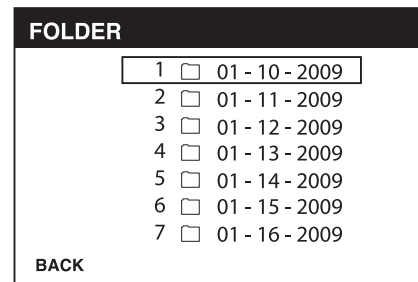 FOLDER
1 01 - 10 - 2009
2 01 - 11 - 2009
3 01 - 12 - 2009
4 01 - 13 - 2009
5 01 - 14 - 2009
6 01 - 15 - 2009
7 01 - 16 - 2009
BACK